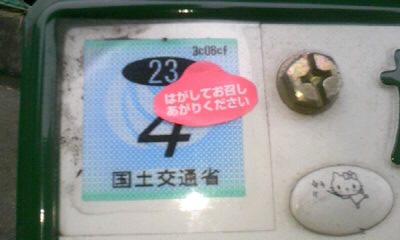 3c08cf
23
はがしてお召し
あがりください
4
国土交通省